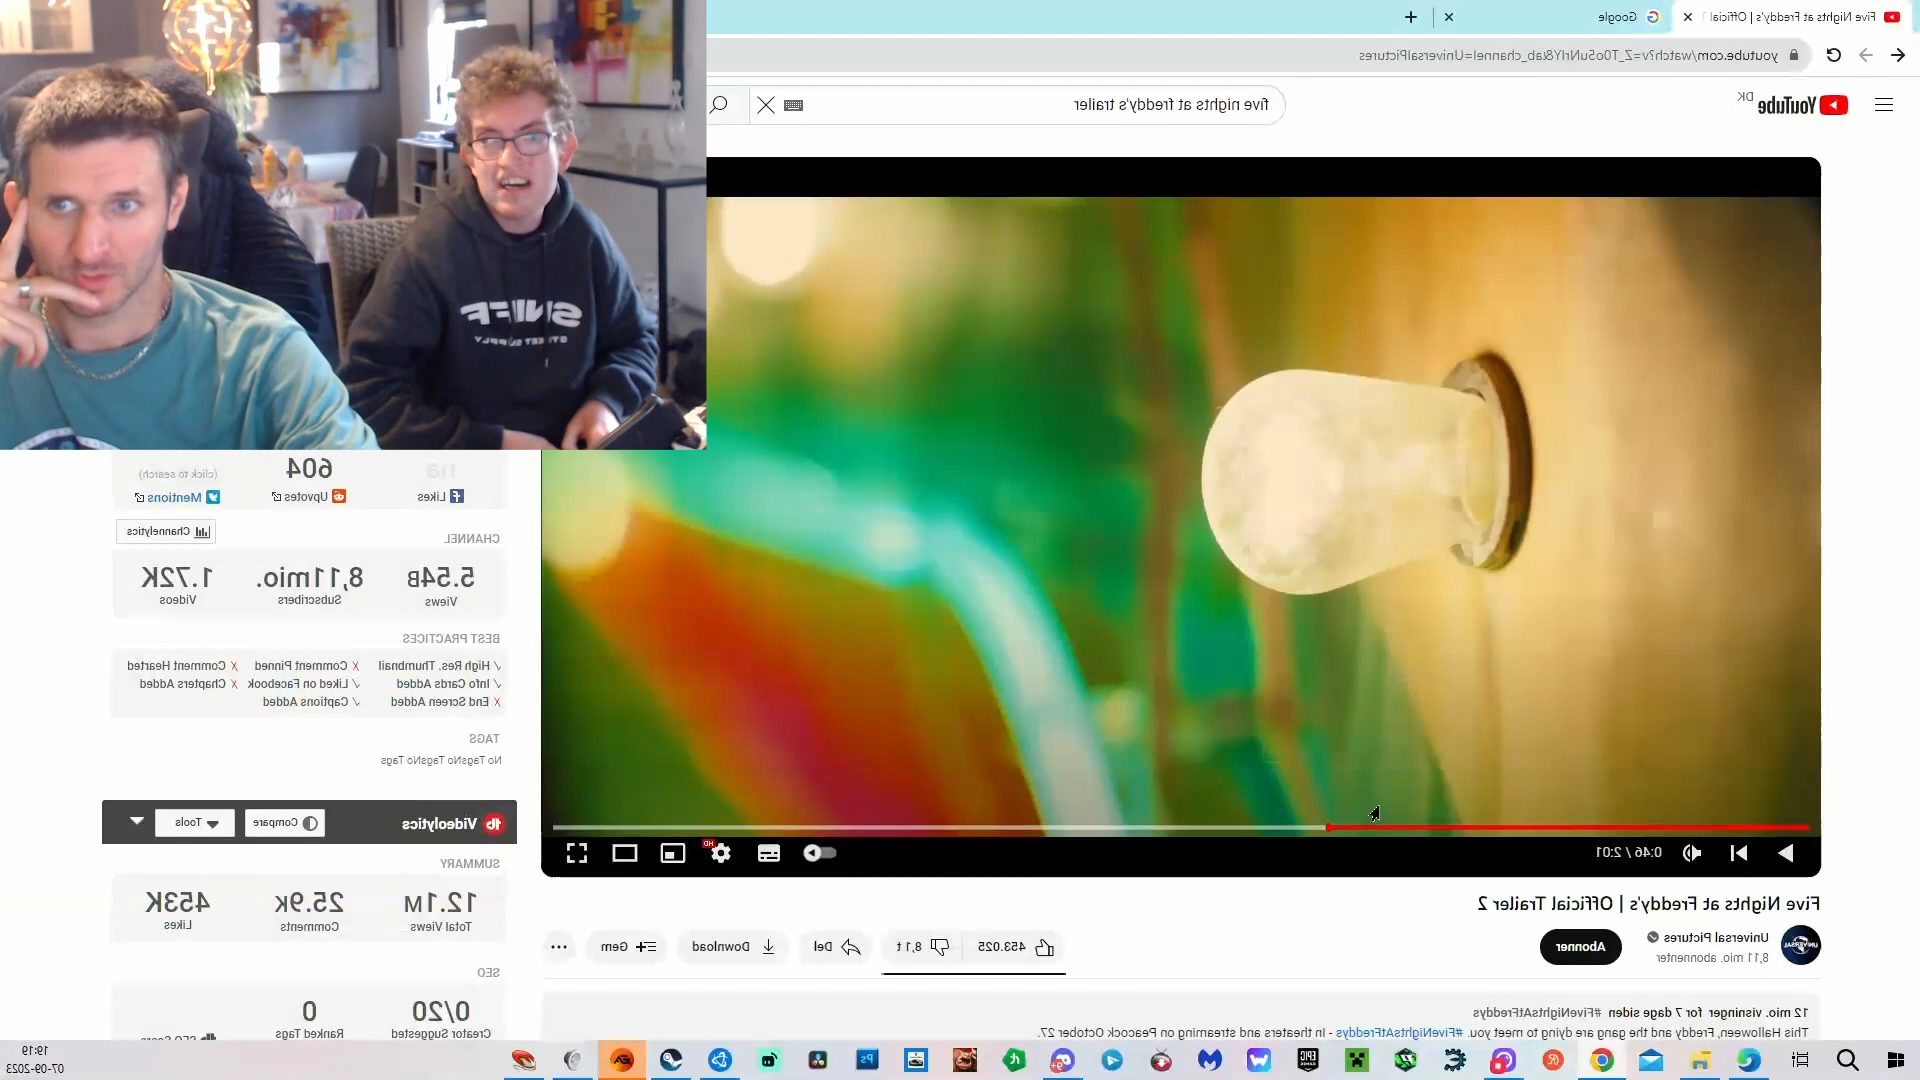 Five Nights at Freddy's | Official
Google
youtube.com/watch?v=Z_T0o5uNrIY&ab_channel=UniversalPictures
YouTube
DK
five nights at freddy's trailer
SNIFF
604
Likes
Upvotes
Mentions
(click to search)
Channelytics
CHANNEL
5.54B
8,11mio.
1.72K
Views
Subscribers
Videos
BEST PRACTICES
√ High Res. Thumbnail
X Comment Pinned
X Comment Hearted
√ Info Cards Added
√ Liked on Facebook
X Chapters Added
X End Screen Added
√ Captions Added
TAGS
No TagsNo TagsNo Tags
Videolytics
Compare
Tools
SUMMARY
12.1M
25.9K
453K
Total Views
Comments
Likes
SEO
0/20
0
Creator Suggested
Ranked Tags
HD
0:46 / 2:01
Five Nights at Freddy's | Official Trailer 2
Universal Pictures
8,11 mio. abonnenter
Abonner
453.025
8,1 t
Del
Download
Gem
12 mio. visninger for 7 dage siden #FiveNightsAtFreddys
This Halloween, Freddy and the gang are dying to meet you. #FiveNightsAtFreddys - In theaters and streaming on Peacock October 27.
19:19
07-09-2023